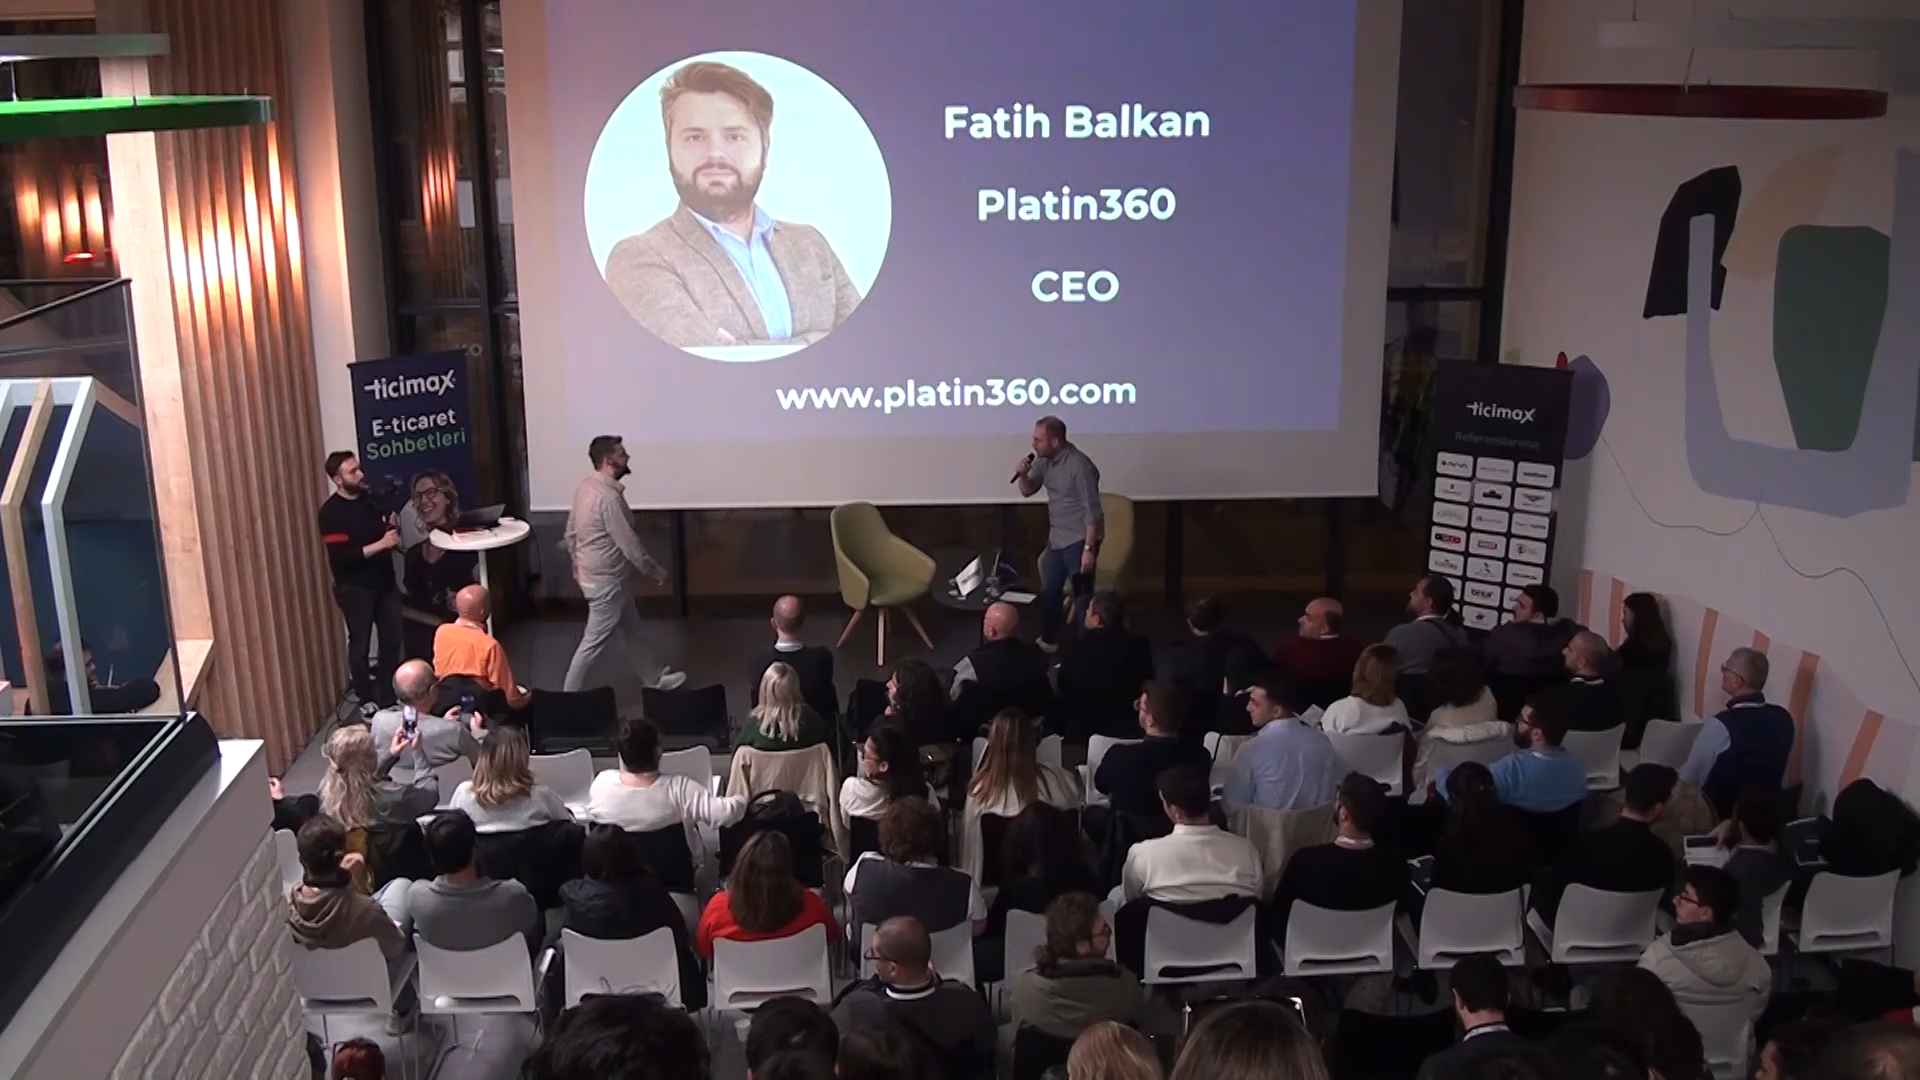 Fatih Balkan
Platin360
CEO
www.platin360.com
ticimax
E-ticaret
Sohbetleri
ticimax
Referanslarımız